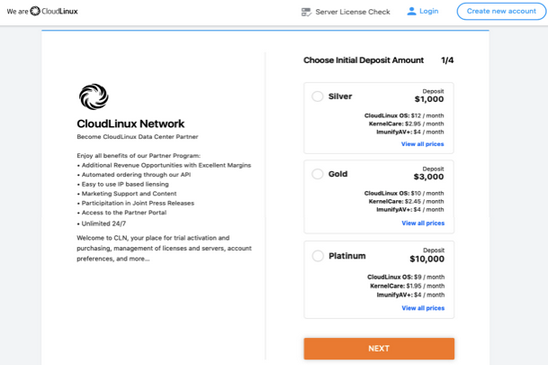 We are CloudLinux
Server License Check
Login
Create new account
CloudLinux Network
Become CloudLinux Data Center Partner
Enjoy all benefits of our Partner Program:
• Additional Revenue Opportunities with Excellent Margins
• Automated ordering through our API
• Easy to use IP based liensing
• Marketing Support and Content
• Participitation in Joint Press Releases
• Access to the Partner Portal
• Unlimited 24/7
Welcome to CLN, your place for trial activation and
purchasing, management of licenses and servers, account
preferences, and more...
Choose Initial Deposit Amount 1/4
Silver
Deposit
$1,000
CloudLinux OS: $12 / month
KernelCare: $2.95 / month
ImunifyAV+: $4 / month
View all prices
Gold
Deposit
$3,000
CloudLinux OS: $10 / month
KernelCare: $2.45 / month
ImunifyAV+: $4 / month
View all prices
Platinum
Deposit
$10,000
CloudLinux OS: $9 / month
KernelCare: $1.95 / month
ImunifyAV+: $4 / month
View all prices
NEXT